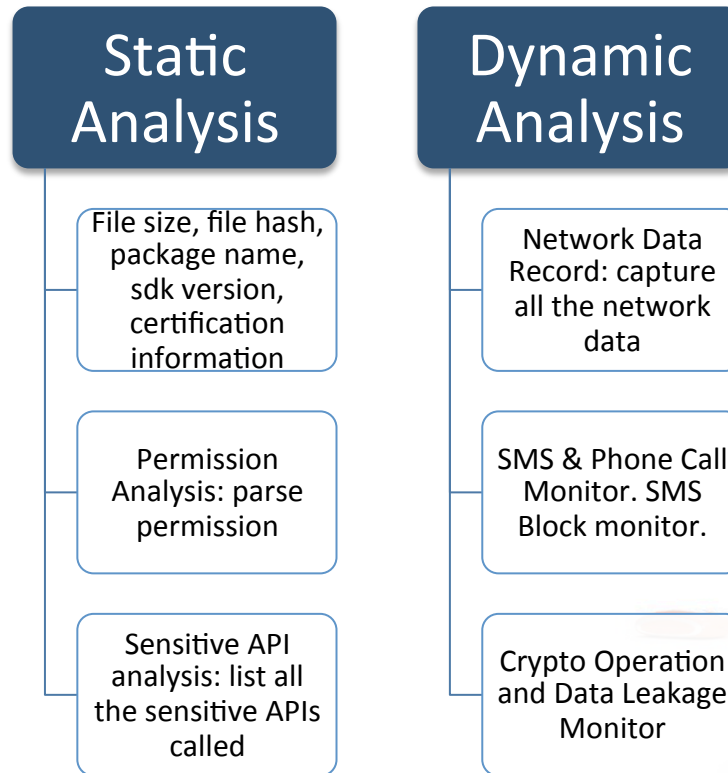 Static
Analysis
File size, file hash,
package name,
sdk version,
certification
information
Permission
Analysis: parse
permission
Sensitive API
analysis: list all
the sensitive APIs
called
Dynamic
Analysis
Network Data
Record: capture
all the network
data
SMS & Phone Call
Monitor. SMS
Block monitor.
Crypto Operation
and Data Leakage
Monitor